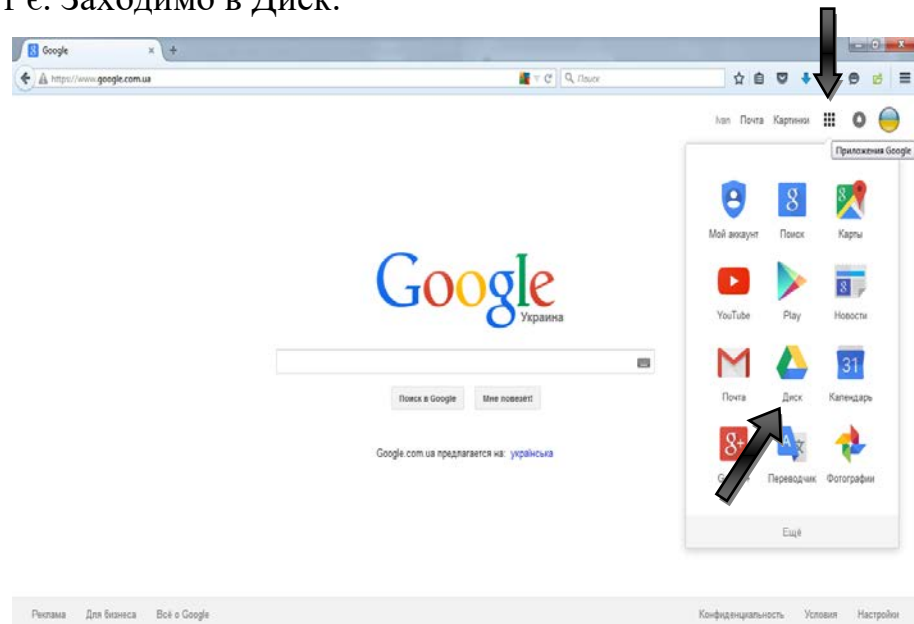 є. Заходимо в Диск.
Google
https://www.google.com.ua
Поиск
Ivan Почта Картинки
Приложения Google
Мой аккаунт Поиск Карты
YouTube Play Новости
31
Почта Диск Календарь
Переводчик Фотографии
Ещё
Google
Украина
Поиск в Google Мне повезёт!
Google.com.ua предлагается на: українська
Реклама Для бизнеса Всё о Google
Конфиденциальность Условия Настройки